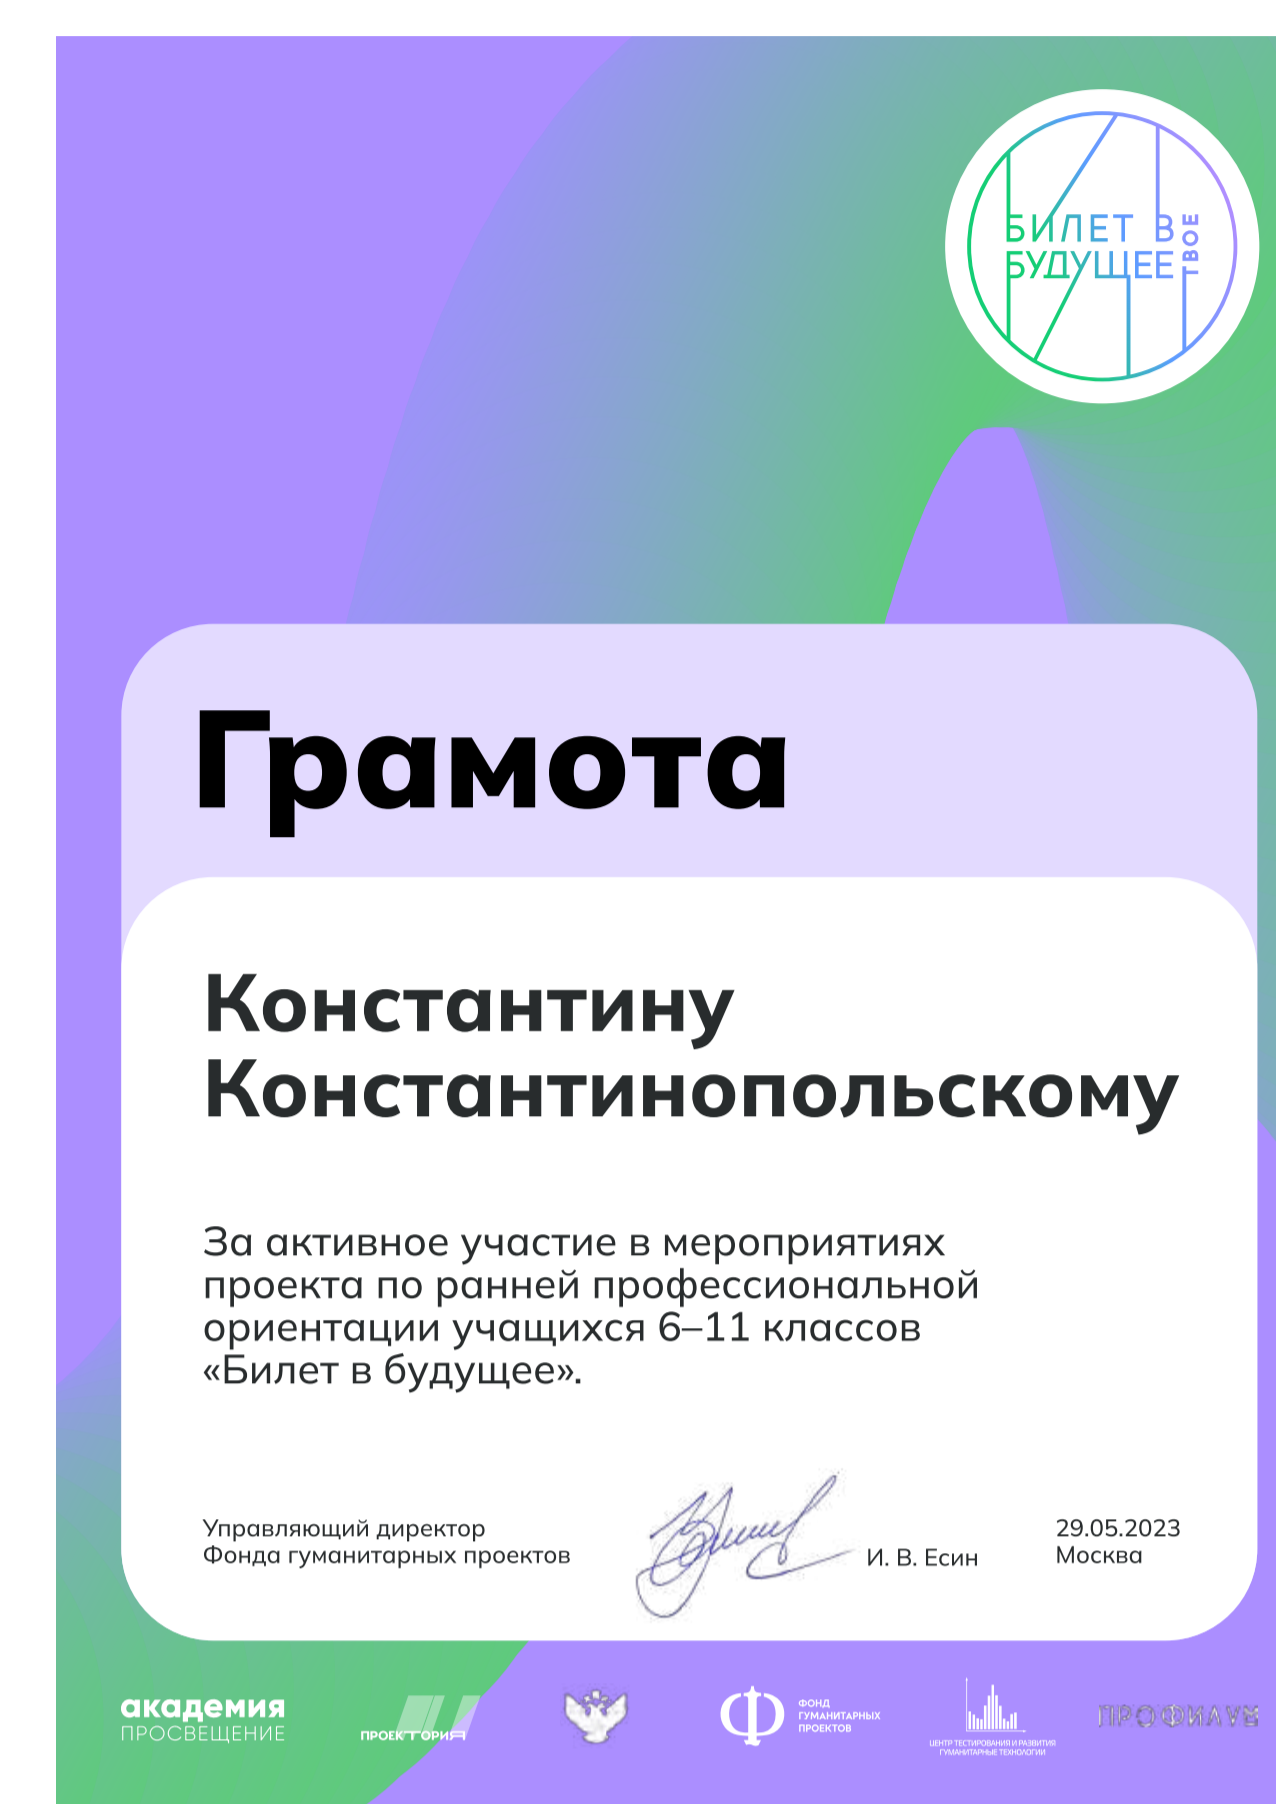 БИЛЕТ В
БУДУЩЕЕ
ТВОЕ
Грамота
Константину
Константинопольскому
За активное участие в мероприятиях
проекта по ранней профессиональной
ориентации учащихся 6–11 классов
«Билет в будущее».
Управляющий директор
Фонда гуманитарных проектов
И. В. Есин
29.05.2023
Москва
академия
ПРОСВЕЩЕНИЕ
ПРОЕКТОРИЯ
ФОНД
ГУМАНИТАРНЫХ
ПРОЕКТОВ
ЦЕНТР ТЕСТИРОВАНИЯ И РАЗВИТИЯ
ГУМАНИТАРНЫЕ ТЕХНОЛОГИИ
ПРОФИЛУМ